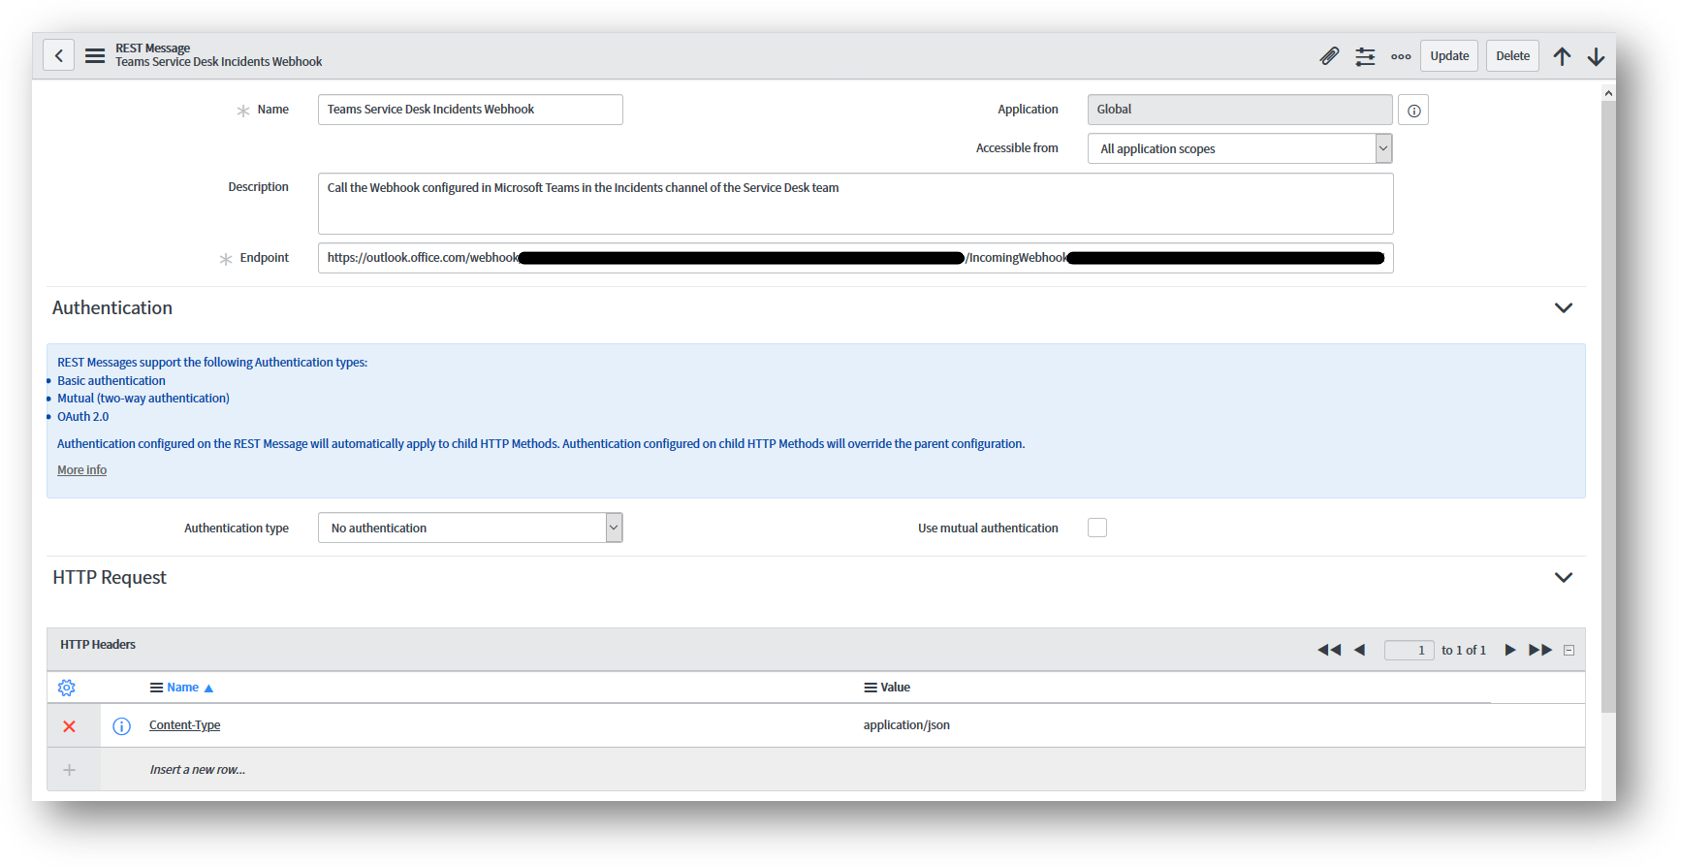 REST Message
Teams Service Desk Incidents Webhook
Update
Delete
Name
Teams Service Desk Incidents Webhook
Application
Global
Accessible from
All application scopes
Description
Call the Webhook configured in Microsoft Teams in the Incidents channel of the Service Desk team
Endpoint
https://outlook.office.com/webhook /IncomingWebhook
Authentication
REST Messages support the following Authentication types:
Basic authentication
Mutual (two-way authentication)
OAuth 2.0
Authentication configured on the REST Message will automatically apply to child HTTP Methods. Authentication configured on child HTTP Methods will override the parent configuration.
More info
Authentication type
No authentication
Use mutual authentication
HTTP Request
HTTP Headers
1 to 1 of 1
Name
Value
Content-Type
application/json
Insert a new row...